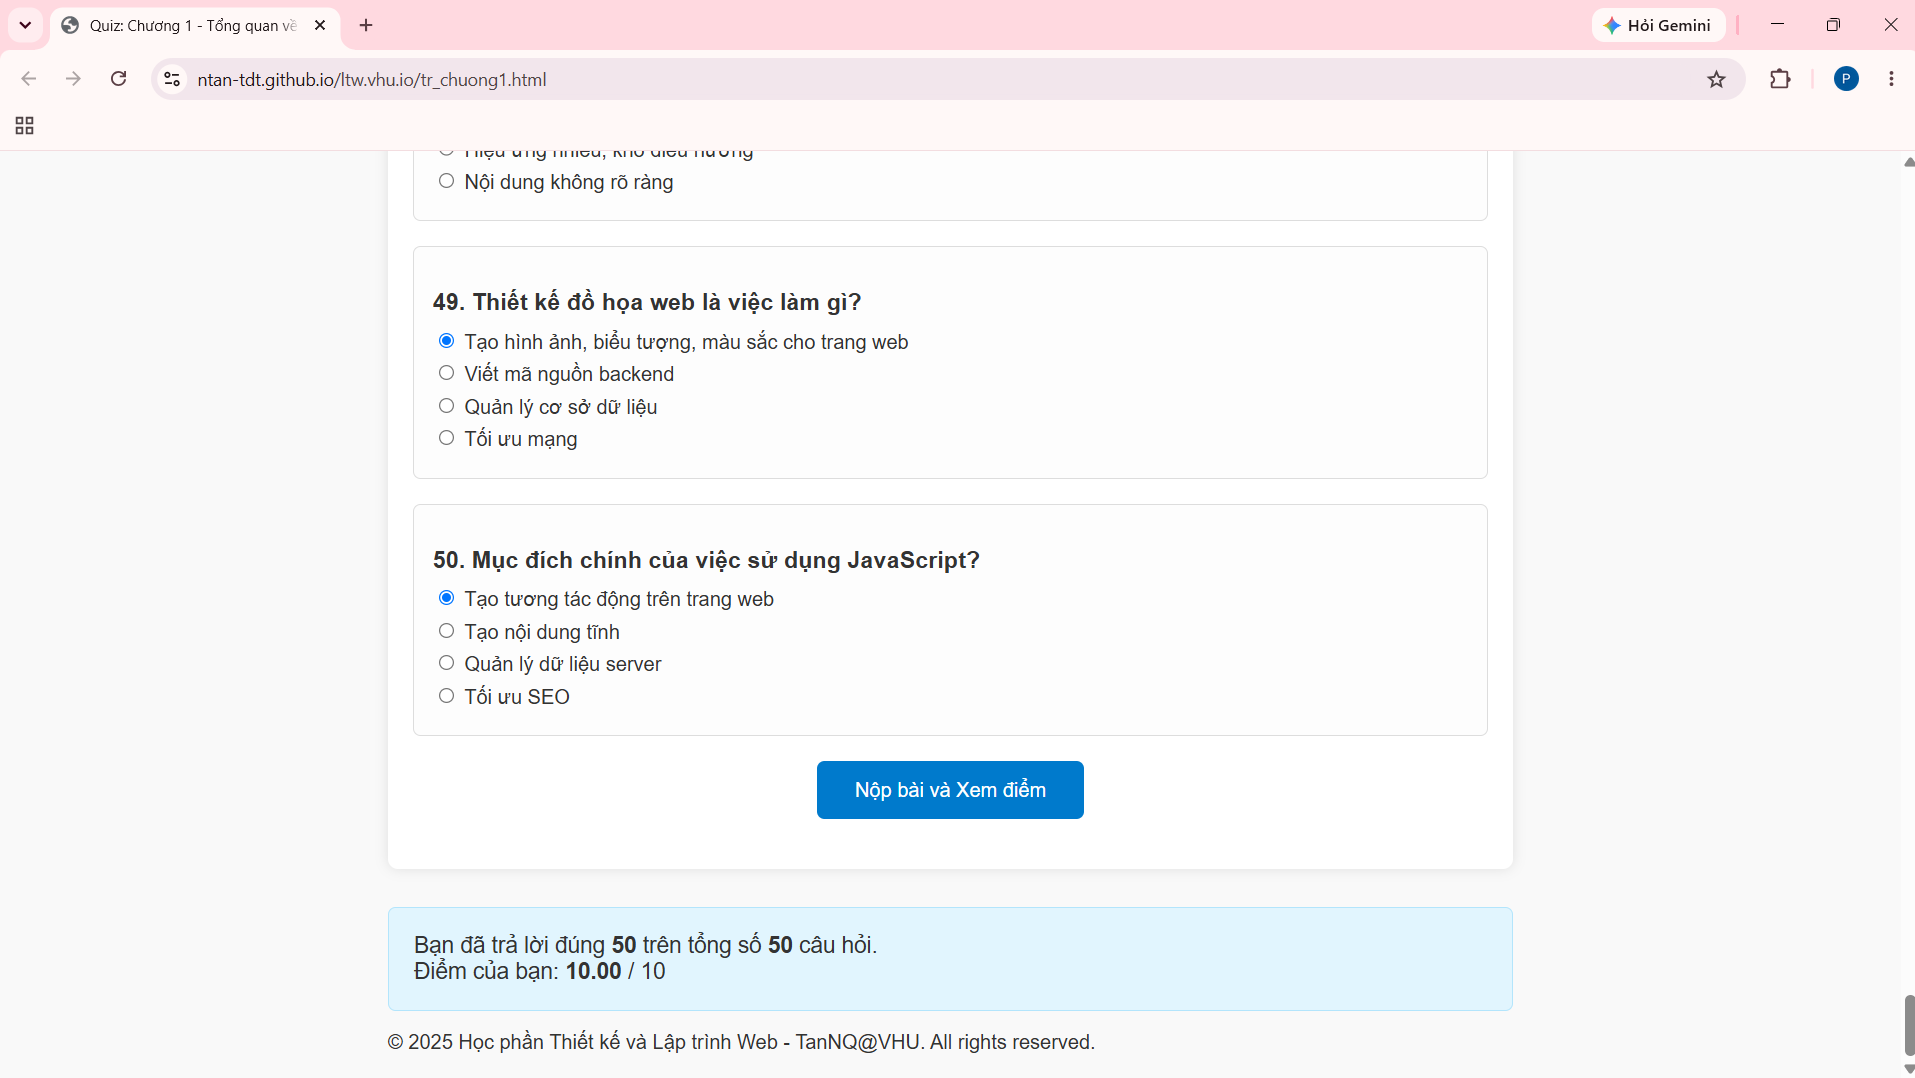 Quiz: Chương 1 - Tổng quan về
Hỏi Gemini
ntan-tdt.github.io/ltw.vhu.io/tr_chuong1.html
P
Hiệu ứng nhiều, khó điều hướng
Nội dung không rõ ràng
49. Thiết kế đồ họa web là việc làm gì?
Tạo hình ảnh, biểu tượng, màu sắc cho trang web
Viết mã nguồn backend
Quản lý cơ sở dữ liệu
Tối ưu mạng
50. Mục đích chính của việc sử dụng JavaScript?
Tạo tương tác động trên trang web
Tạo nội dung tĩnh
Quản lý dữ liệu server
Tối ưu SEO
Nộp bài và Xem điểm
Bạn đã trả lời đúng 50 trên tổng số 50 câu hỏi.
Điểm của bạn: 10.00 / 10
© 2025 Học phần Thiết kế và Lập trình Web - TanNQ@VHU. All rights reserved.